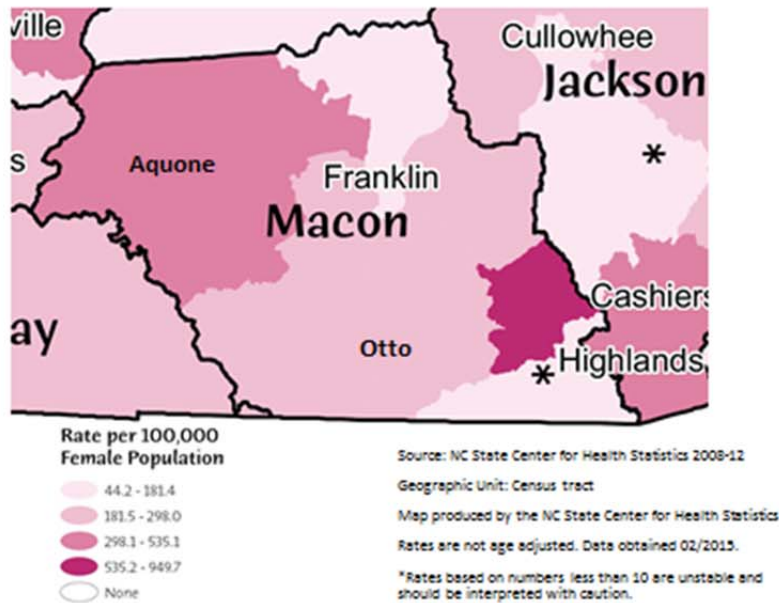 ville
Cullowhee
Jackson
*
s
Aquone
Franklin
Macon
Cashiers
ay
Otto
Highlands
*
Rate per 100,000
Female Population
44.2 - 181.4
181.5 - 298.0
298.1 - 535.1
535.2 - 949.7
None
Source: NC State Center for Health Statistics 2008-12
Geographic Unit: Census tract
Map produced by the NC State Center for Health Statistics
Rates are not age adjusted. Data obtained 02/2015.
*Rates based on numbers less than 10 are unstable and
should be interpreted with caution.